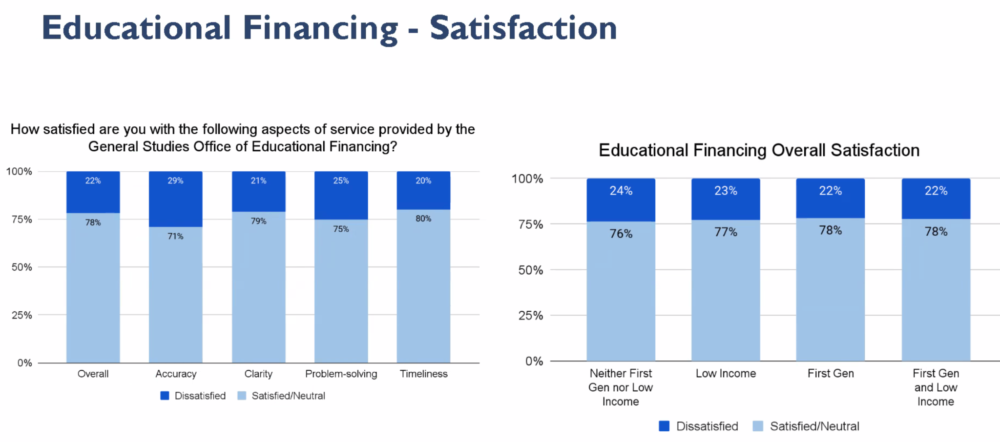 Educational Financing - Satisfaction
How satisfied are you with the following aspects of service provided by the
General Studies Office of Educational Financing?
100%
75%
50%
25%
0%
22%
29%
21%
25%
20%
78%
71%
79%
75%
80%
Overall
Accuracy
Clarity
Problem-solving
Timeliness
Dissatisfied
Satisfied/Neutral
Educational Financing Overall Satisfaction
100%
75%
50%
25%
0%
24%
23%
22%
22%
76%
77%
78%
78%
Neither First
Gen nor Low
Income
Low Income
First Gen
First Gen
and Low
Income
Dissatisfied
Satisfied/Neutral